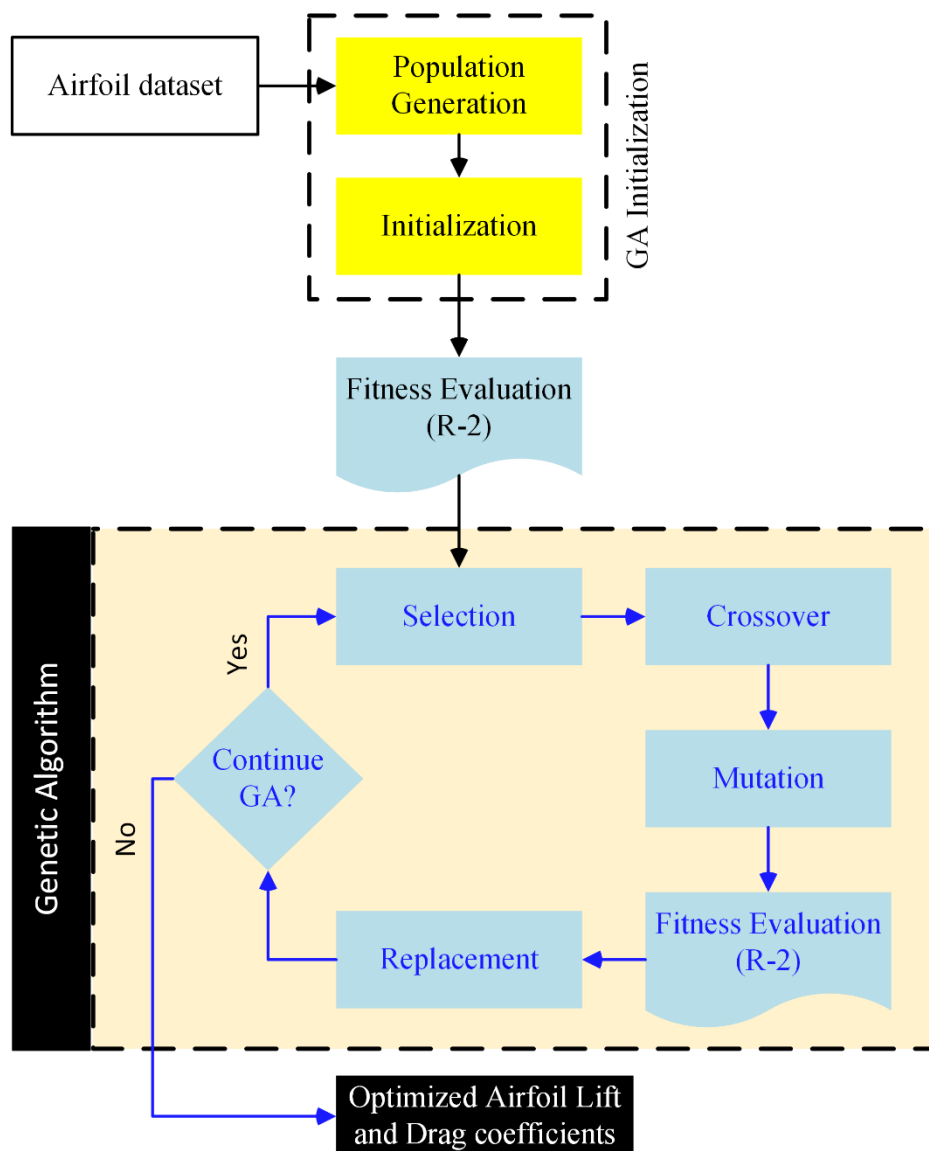 Airfoil dataset
Population
Generation
Initialization
GA Initialization
Fitness Evaluation
(R-2)
Genetic Algorithm
Selection
Crossover
Yes
Continue
GA?
Mutation
No
Fitness Evaluation
(R-2)
Replacement
Optimized Airfoil Lift
and Drag coefficients